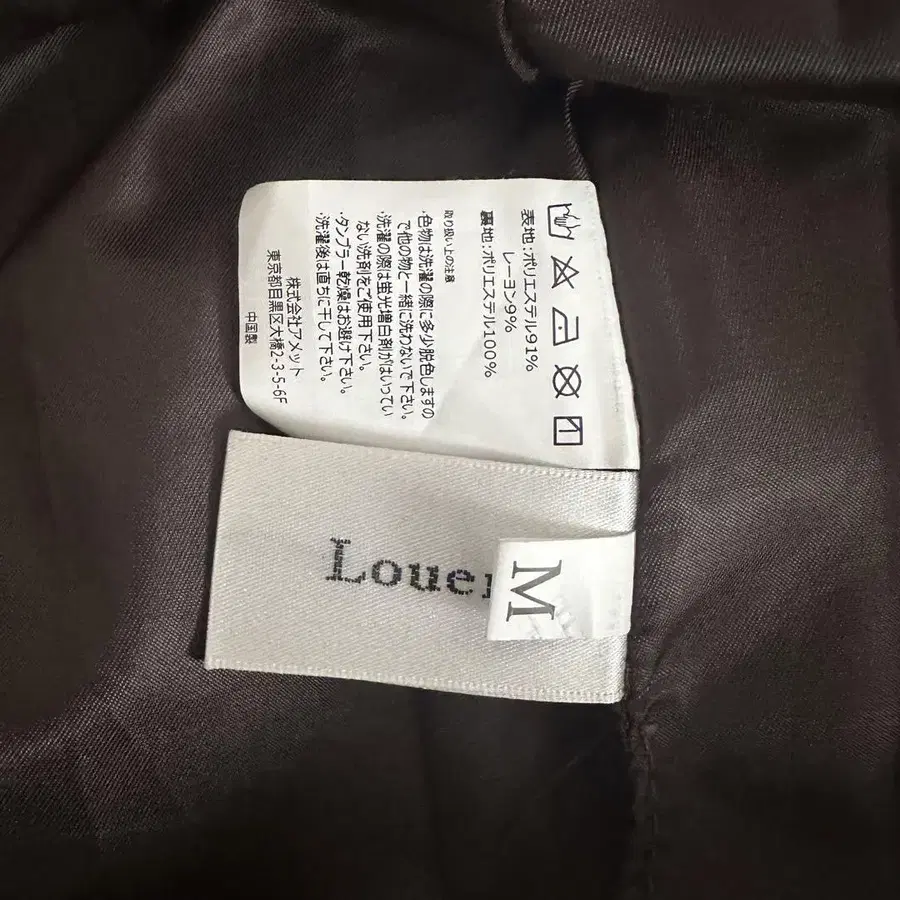 表地:ポリエステル91%
レーヨン9%
裏地:ポリエステル100%
取り扱い上の注意
・色物は洗濯の際に多少脱色しますの
で他の物と一緒に洗わないで下さい。
・洗濯の際は蛍光増白剤がはいってい
ない洗剤をご使用下さい。
・タンブラー乾燥はお避け下さい。
・洗濯後は直ちに干して下さい。
株式会社アメット
東京都目黒区大橋2-3-5-6F
中国製
M